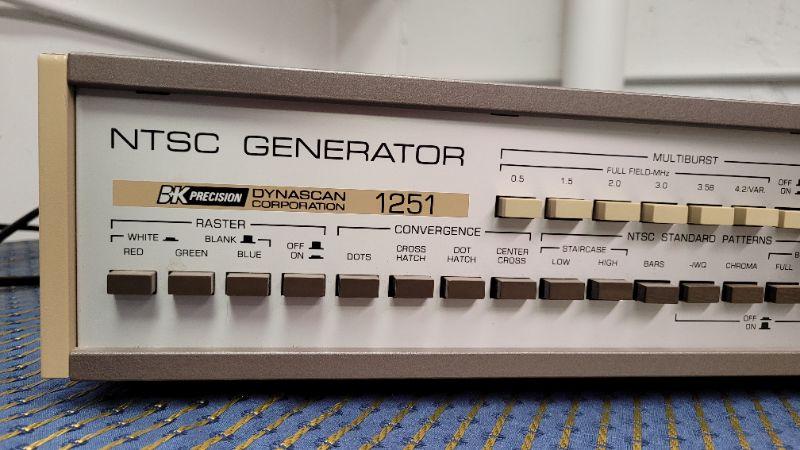 NTSC GENERATOR
B+K PRECISION DYNASCAN CORPORATION 1251
MULTIBURST
FULL FIELD-MHz
0.5 1.5 2.0 3.0 3.58 4.2/VAR. OFF ON
RASTER
WHITE BLANK OFF ON
RED GREEN BLUE
CONVERGENCE
DOTS CROSS HATCH DOT HATCH CENTER CROSS
NTSC STANDARD PATTERNS
STAIRCASE
LOW HIGH BARS -IWQ CHROMA FULL
OFF
ON